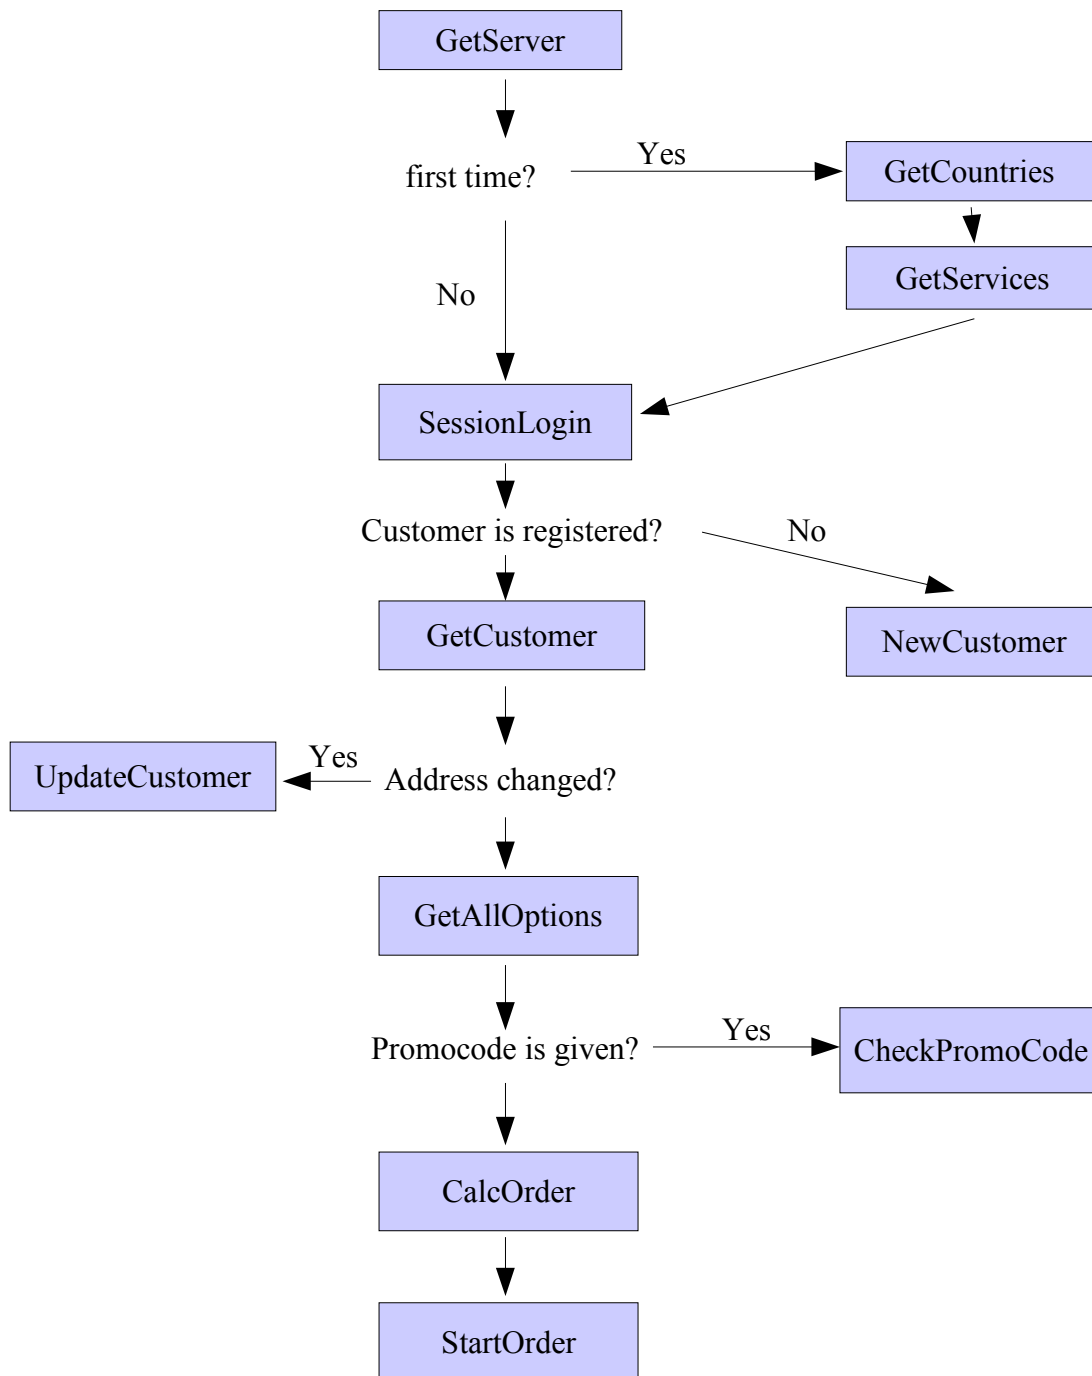 GetServer
first time?
Yes
GetCountries
GetServices
No
SessionLogin
Customer is registered?
No
GetCustomer
NewCustomer
UpdateCustomer
Yes
Address changed?
GetAllOptions
Promocode is given?
Yes
CheckPromoCode
CalcOrder
StartOrder